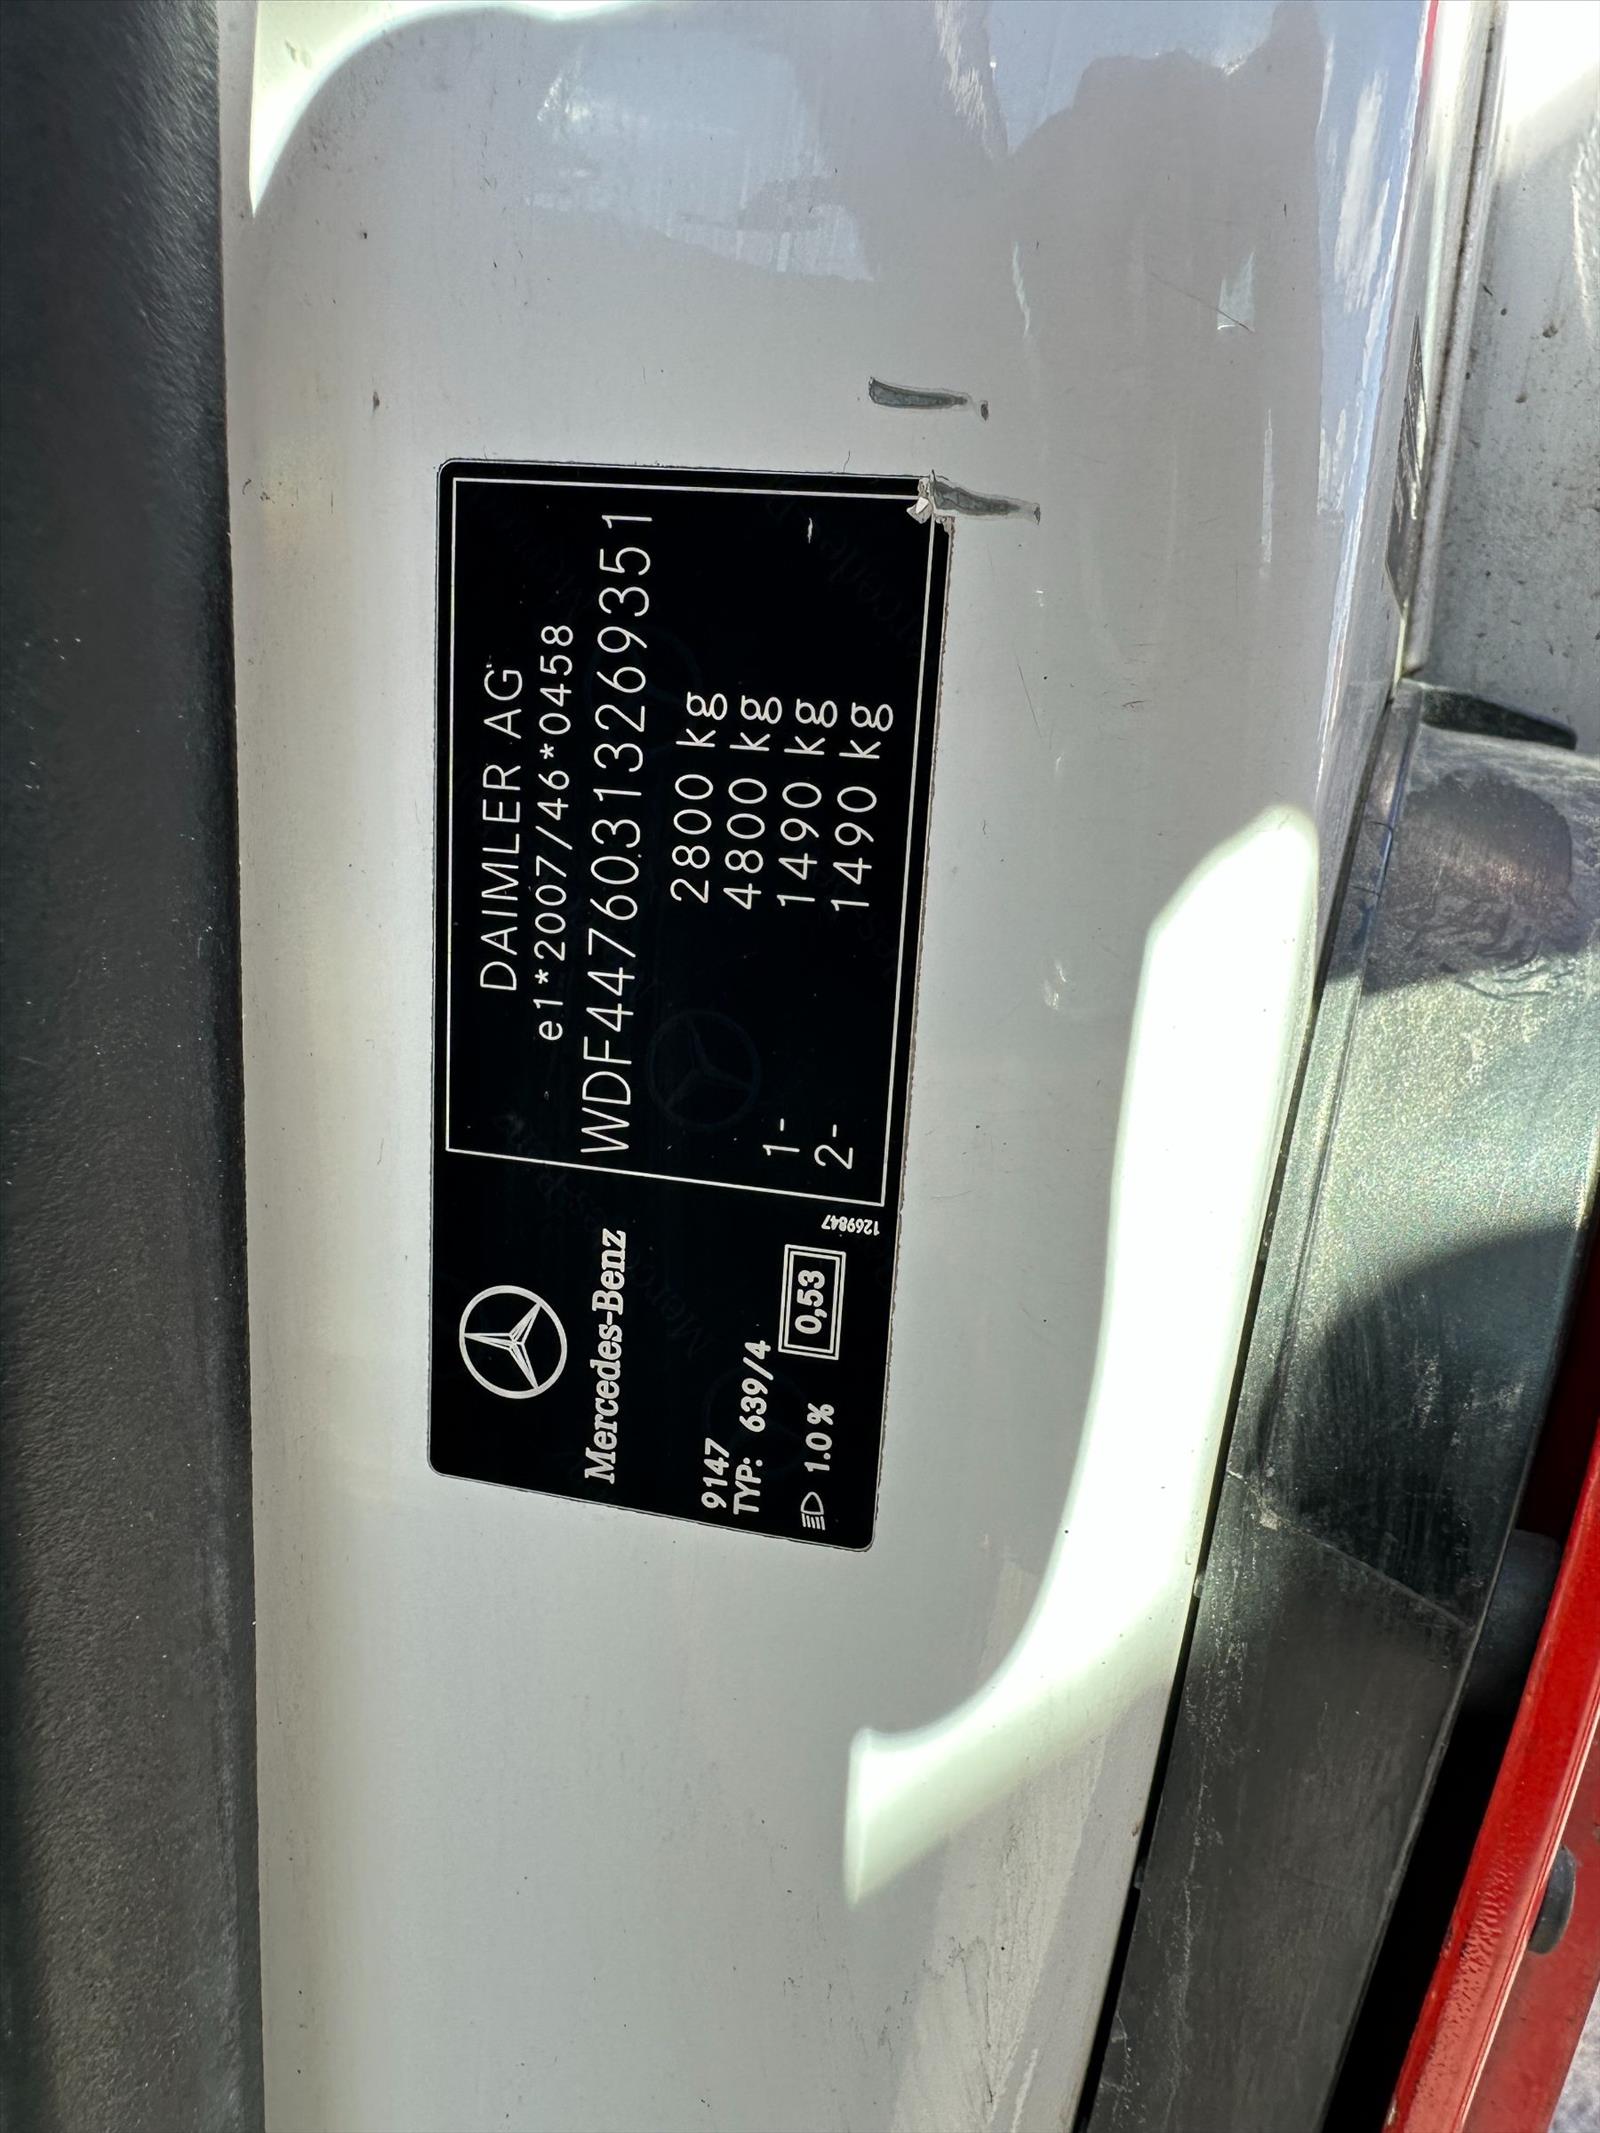 DAIMLER AG
e1*2007/46*0458
WDF44760313269351
2800 kg
4800 kg
1- 1490 kg
2- 1490 kg
Mercedes-Benz
9147
TYP: 639/4
1.0 %
0,53
1269847